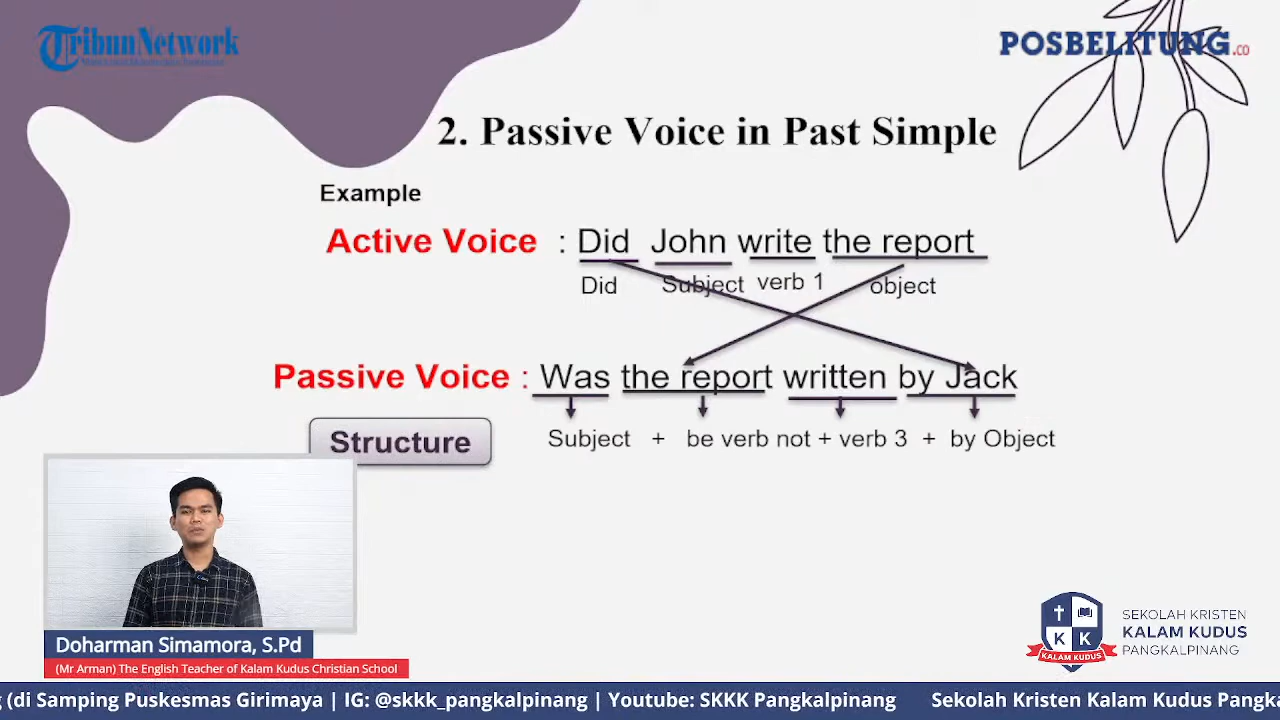 TribunNetwork
POSBELITUNG.CO
2. Passive Voice in Past Simple
Example
Active Voice : Did John write the report
Did Subject verb 1 object
Passive Voice : Was the report written by Jack
Subject + be verb not + verb 3 + by Object
Structure
Doharman Simamora, S.Pd
(Mr Arman) The English Teacher of Kalam Kudus Christian School
K K
KALAM KUDUS
SEKOLAH KRISTEN
KALAM KUDUS
PANGKALPINANG
(di Samping Puskesmas Girimaya | IG: @skkk_pangkalpinang | Youtube: SKKK Pangkalpinang Sekolah Kristen Kalam Kudus Pangka